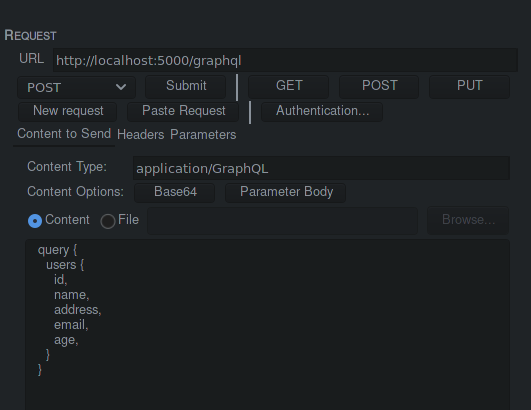 REQUEST
URL http://localhost:5000/graphql
POST Submit GET POST PUT
New request Paste Request Authentication...
Content to Send Headers Parameters
Content Type: application/GraphQL
Content Options: Base64 Parameter Body
Content File Browse...
query {
users {
id,
name,
address,
email,
age,
}
}